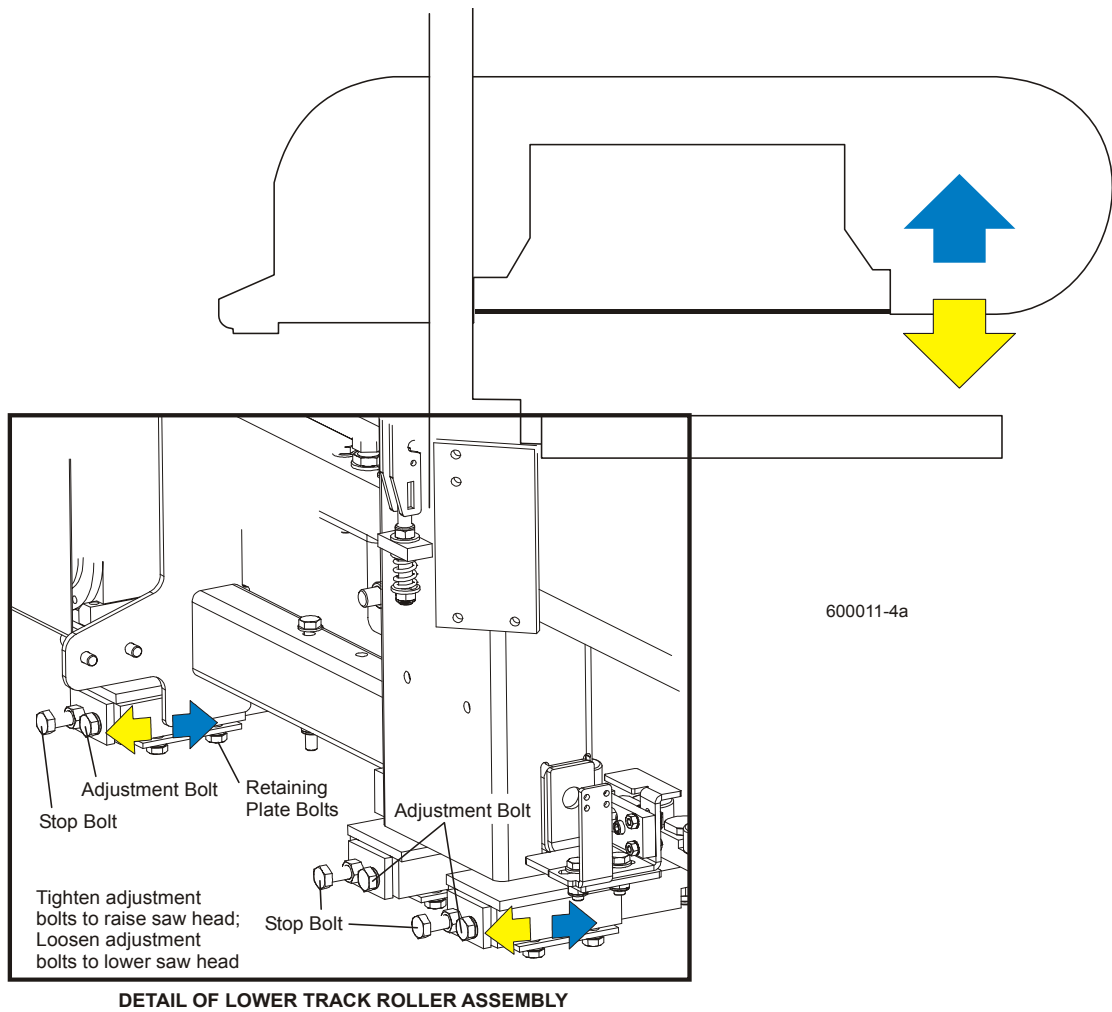 600011-4a
Adjustment Bolt
Stop Bolt
Retaining
Plate Bolts
Adjustment Bolt
Stop Bolt
Tighten adjustment
bolts to raise saw head;
Loosen adjustment
bolts to lower saw head
DETAIL OF LOWER TRACK ROLLER ASSEMBLY